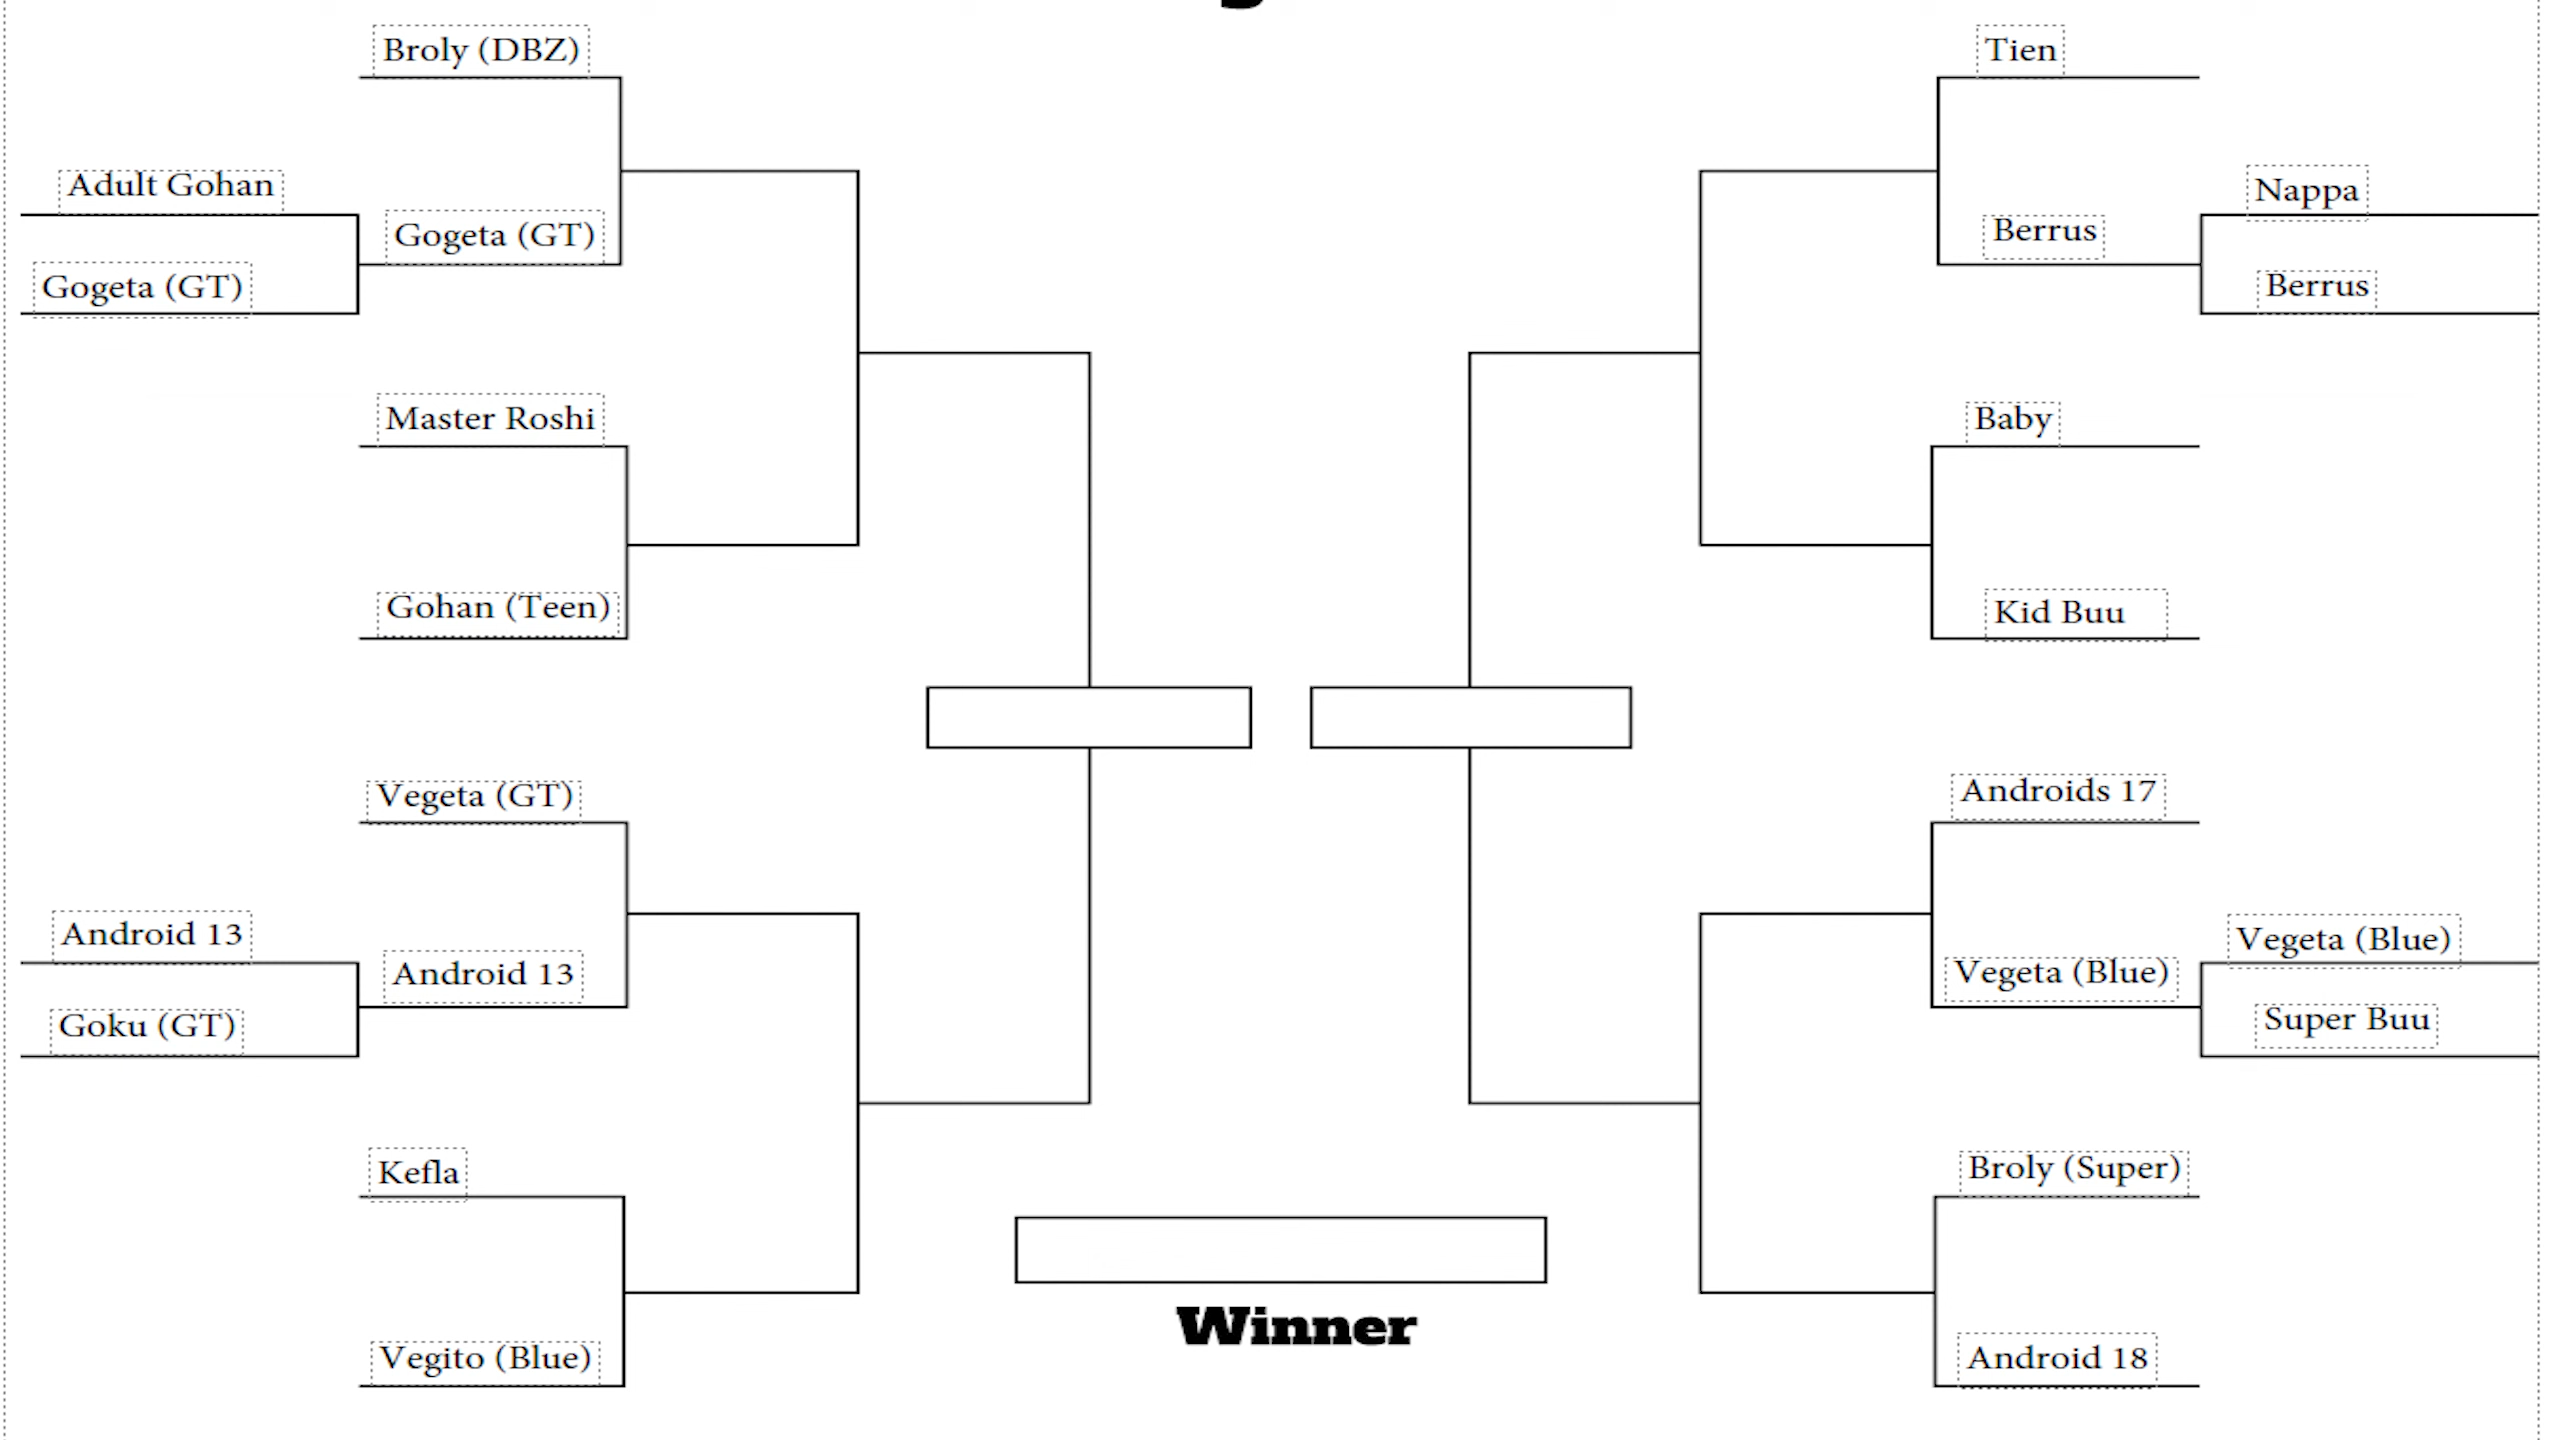 Broly (DBZ)
Adult Gohan
Gogeta (GT)
Gogeta (GT)
Master Roshi
Gohan (Teen)
Vegeta (GT)
Android 13
Android 13
Goku (GT)
Kefla
Vegito (Blue)
Tien
Nappa
Berrus
Berrus
Baby
Kid Buu
Androids 17
Vegeta (Blue)
Vegeta (Blue)
Super Buu
Broly (Super)
Android 18
Winner